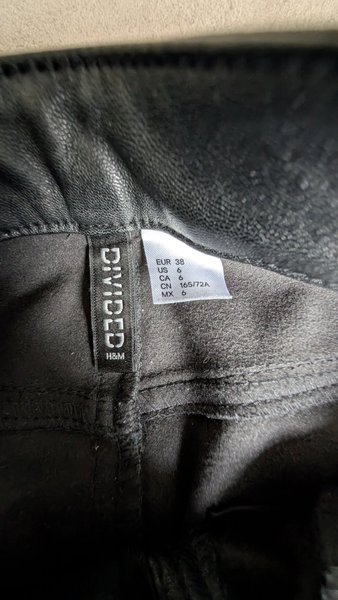 DIVIDED
H&M
EUR 38
US 6
CA 6
CN 165/72A
MX 6